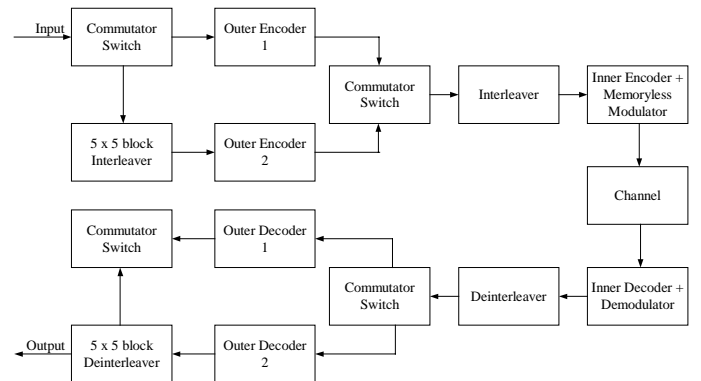 Input
Commutator
Switch
Outer Encoder
1
5 x 5 block
Interleaver
Outer Encoder
2
Commutator
Switch
Interleaver
Inner Encoder +
Memoryless
Modulator
Channel
Commutator
Switch
Outer Decoder
1
Commutator
Switch
Deinterleaver
Inner Decoder +
Demodulator
Output
5 x 5 block
Deinterleaver
Outer Decoder
2